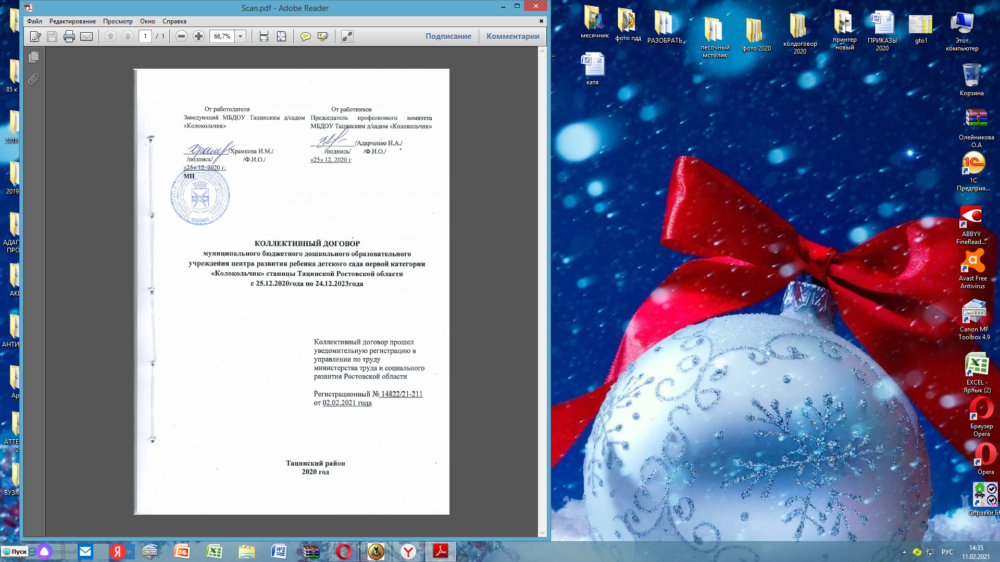 Scan.pdf - Adobe Reader
Файл Редактирование Просмотр Окно Справка
1 / 1 66,7% Подписание Комментарии
От работодателя
Заведующий МБДОУ Тацинским д/садом
«Колокольчик»
/Храмкова И.М./
/подпись/ /Ф.И.О./
«25» 12. 2020 г.
МП
От работников
Председатель профсоюзного комитета
МБДОУ Тацинским д/садом «Колокольчик»
/Адарченко Н.А./
/подпись/ /Ф.И.О./
«25» 12. 2020 г
КОЛЛЕКТИВНЫЙ ДОГОВОР
муниципального бюджетного дошкольного образовательного
учреждения центра развития ребенка детского сада первой категории
«Колокольчик» станицы Тацинской Ростовской области
с 25.12.2020года по 24.12.2023года
Коллективный договор прошел
уведомительную регистрацию в
управлении по труду
министерства труда и социального
развития Ростовской области
Регистрационный № 14822/21-211
от 02.02.2021 года
Тацинский район
2020 год
85 к
2018-
2019
АДАП
ПРО
АКЦ
АНТИ
Ар
АТТЕ
2
БУЗМ
месячник
фото пдд
РАЗОБРАТЬ
песочный
мстолик
фото 2020
колдоговор
2020
принтер
новый
ПРИКАЗЫ
2020
gto1
Этот
компьютер
катя
Корзина
Олейникова
О.А
1С
Предприя...
ABBYY
FineRead...
Avast Free
Antivirus
Canon MF
Toolbox 4.9
EXCEL -
Ярлык (2)
Браузер
Opera
Opera
Справки БК
Пуск
РУС
14:35
11.02.2021